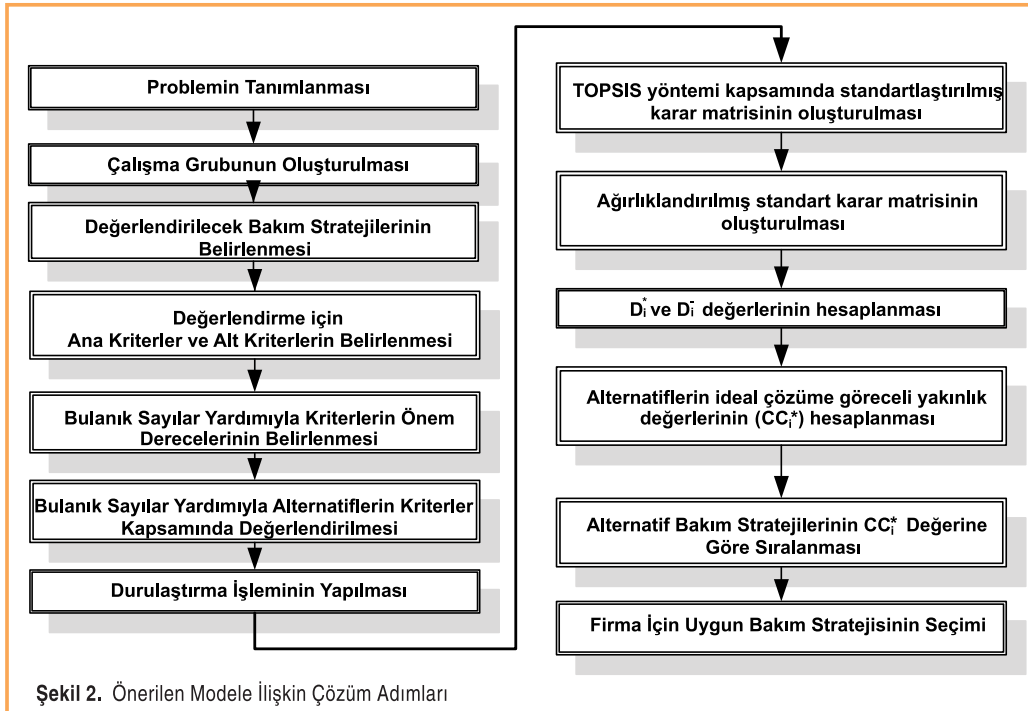 Problemin Tanımlanması
Çalışma Grubunun Oluşturulması
Değerlendirilecek Bakım Stratejilerinin
Belirlenmesi
Değerlendirme için
Ana Kriterler ve Alt Kriterlerin Belirlenmesi
Bulanık Sayılar Yardımıyla Kriterlerin Önem
Derecelerinin Belirlenmesi
Bulanık Sayılar Yardımıyla Alternatiflerin Kriterler
Kapsamında Değerlendirilmesi
Durulaştırma İşleminin Yapılması
TOPSIS yöntemi kapsamında standartlaştırılmış
karar matrisinin oluşturulması
Ağırlıklandırılmış standart karar matrisinin
oluşturulması
Dᵢ* ve Dᵢ⁻ değerlerinin hesaplanması
Alternatiflerin ideal çözüme göreceli yakınlık
değerlerinin (CCᵢ*) hesaplanması
Alternatif Bakım Stratejilerinin CCᵢ* Değerine
Göre Sıralanması
Firma İçin Uygun Bakım Stratejisinin Seçimi
Şekil 2. Önerilen Modele İlişkin Çözüm Adımları